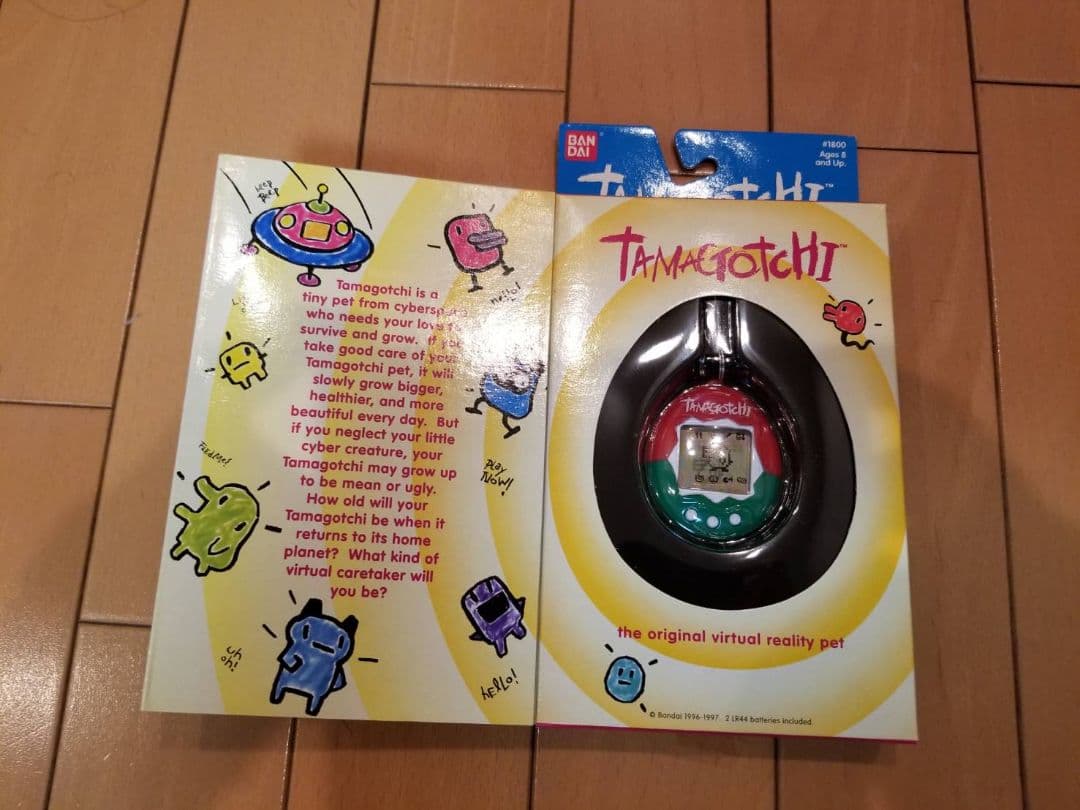 beep
beep
hello!
Tamagotchi is a
tiny pet from cyberspace
who needs your love to
survive and grow. If you
take good care of your
Tamagotchi pet, it will
slowly grow bigger,
healthier, and more
beautiful every day. But
if you neglect your little
cyber creature, your
Tamagotchi may grow up
to be mean or ugly.
How old will your
Tamagotchi be when it
returns to its home
planet? What kind of
virtual caretaker will
you be?
Feed Me!
Play
Now!
uh
oh!
hello!
BAN
DAI
#1800
Ages 8
and Up.
TAMAGOTCHI™
TAMAGOTCHI™
TAMAGOTCHI
the original virtual reality pet
© Bandai 1996-1997 2 LR44 batteries included